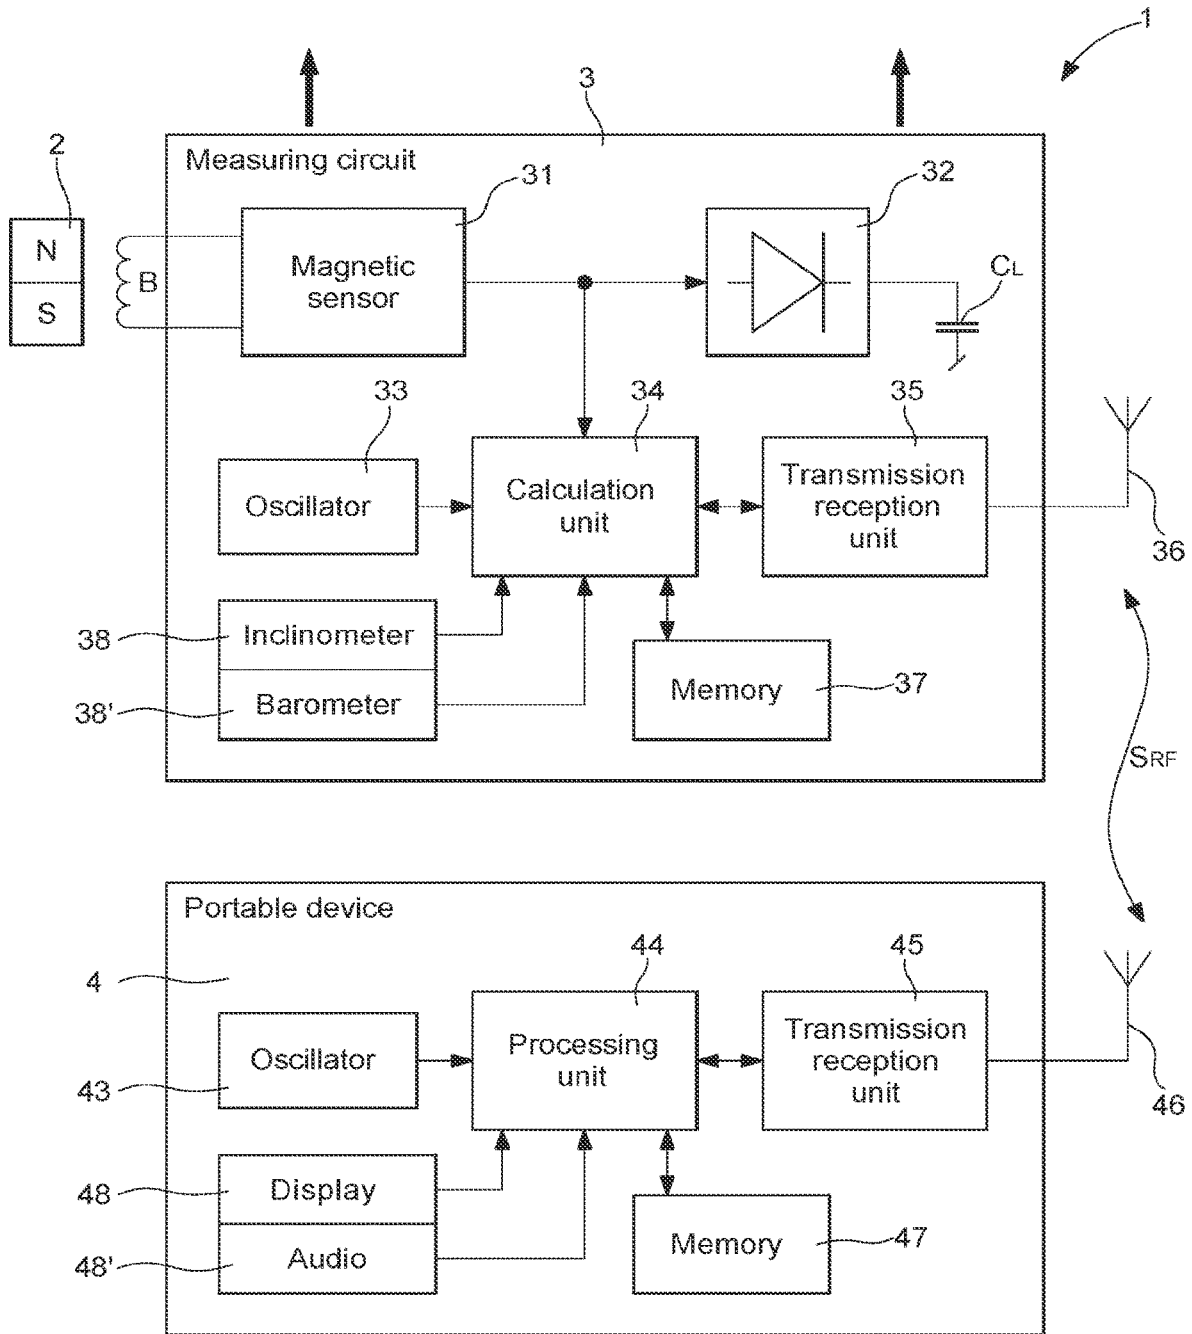 1
3
2
Measuring circuit
31
32
N
S
B
Magnetic
sensor
CL
33
34
35
Oscillator
Calculation
unit
Transmission
reception
unit
36
38
Inclinometer
38'
Barometer
Memory
37
SRF
Portable device
4
44
45
Oscillator
43
Processing
unit
Transmission
reception
unit
46
48
Display
48'
Audio
Memory
47